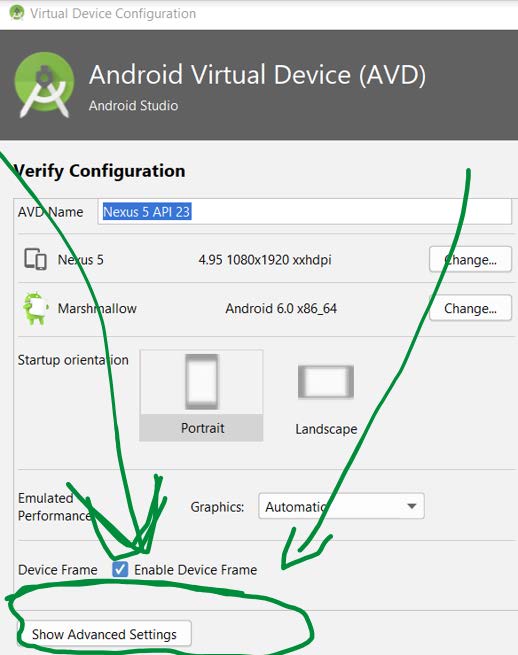 Virtual Device Configuration
Android Virtual Device (AVD)
Android Studio
Verify Configuration
AVD Name Nexus 5 API 23
Nexus 5 4.95 1080x1920 xxhdpi Change...
Marshmallow Android 6.0 x86_64 Change...
Startup orientation
Portrait
Landscape
Emulated
Performance Graphics: Automatic
Device Frame Enable Device Frame
Show Advanced Settings